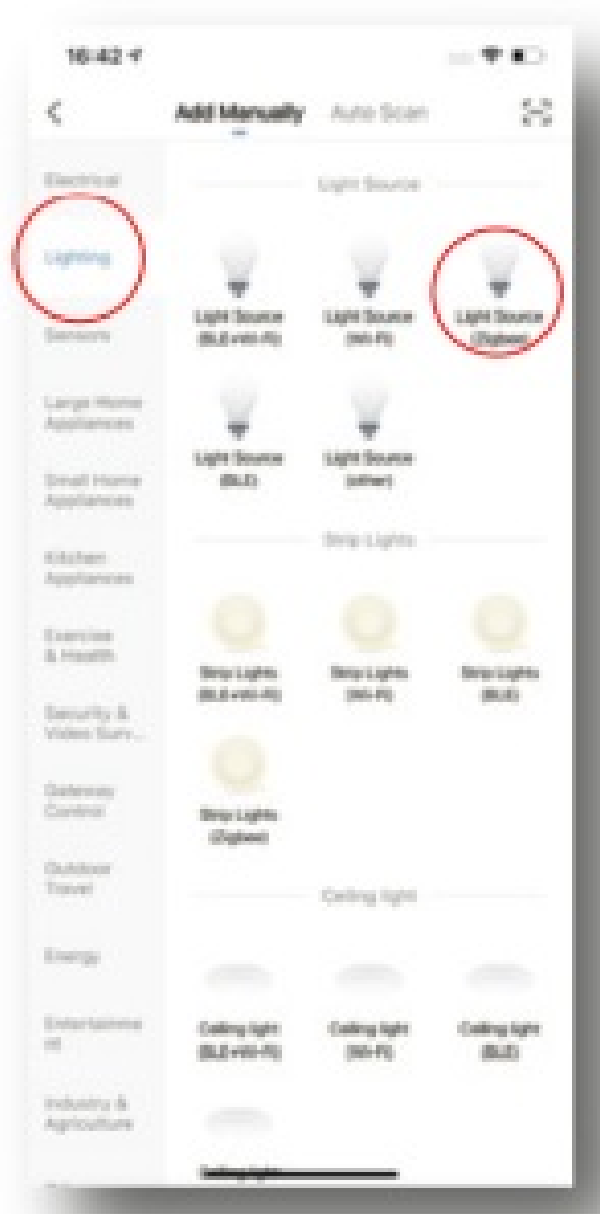 16:42
Add Manually Auto Scan
Electrical
Lighting
Sensors
Large Home
Appliances
Small Home
Appliances
Kitchen
Appliances
Exercise
& Health
Security &
Video Surv...
Gateway
Control
Outdoor
Travel
Energy
Entertainme
nt
Industry &
Agriculture
Light Source
Light Source
(BLE+Wi-Fi)
Light Source
(Wi-Fi)
Light Source
(Zigbee)
Light Source
(BLE)
Light Source
(other)
Strip Lights
Strip Lights
(BLE+Wi-Fi)
Strip Lights
(Wi-Fi)
Strip Lights
(BLE)
Strip Lights
(Zigbee)
Ceiling light
Ceiling light
(BLE+Wi-Fi)
Ceiling light
(Wi-Fi)
Ceiling light
(BLE)
Ceiling light